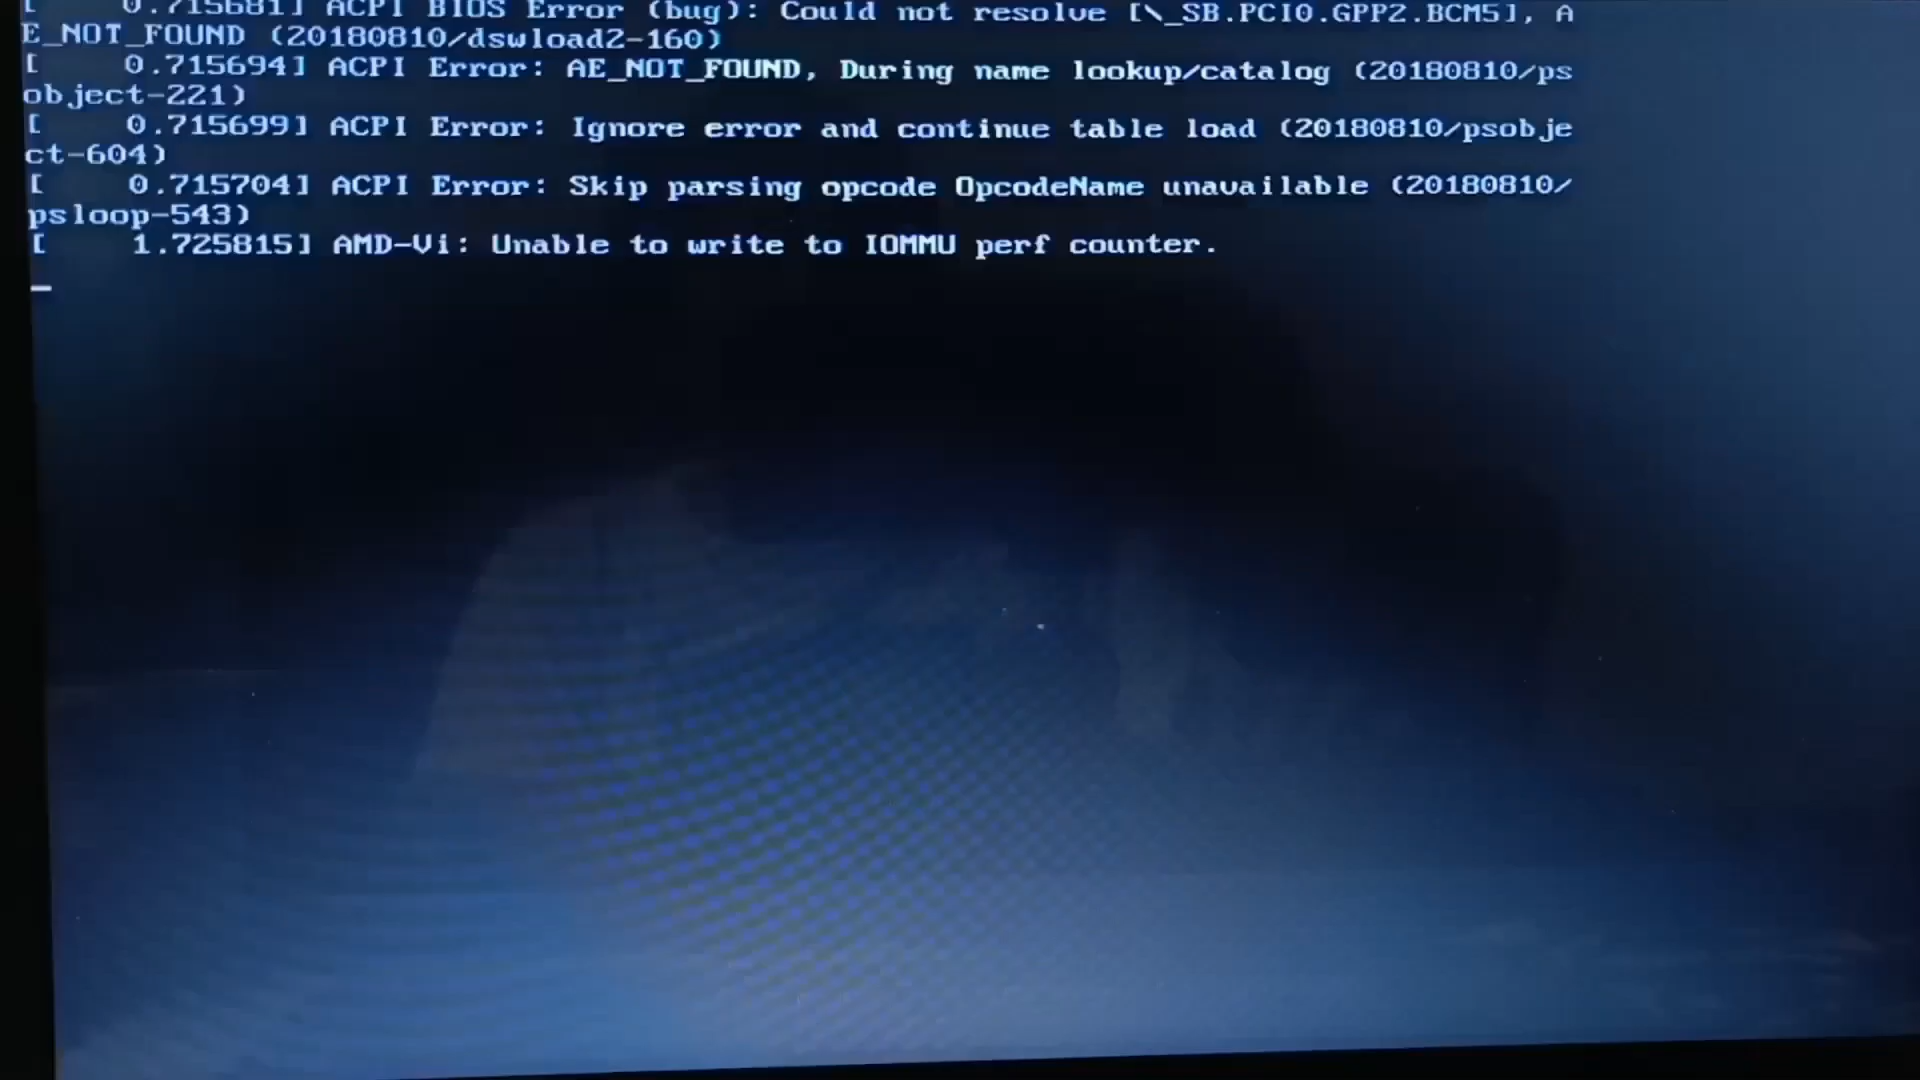 [    0.715681] ACPI BIOS Error (bug): Could not resolve [\_SB.PCI0.GPP2.BCM5], A
E_NOT_FOUND (20180810/dswload2-160)
[    0.715694] ACPI Error: AE_NOT_FOUND, During name lookup/catalog (20180810/ps
object-221)
[    0.715699] ACPI Error: Ignore error and continue table load (20180810/psobje
ct-604)
[    0.715704] ACPI Error: Skip parsing opcode OpcodeName unavailable (20180810/
psloop-543)
[    1.725815] AMD-Vi: Unable to write to IOMMU perf counter.